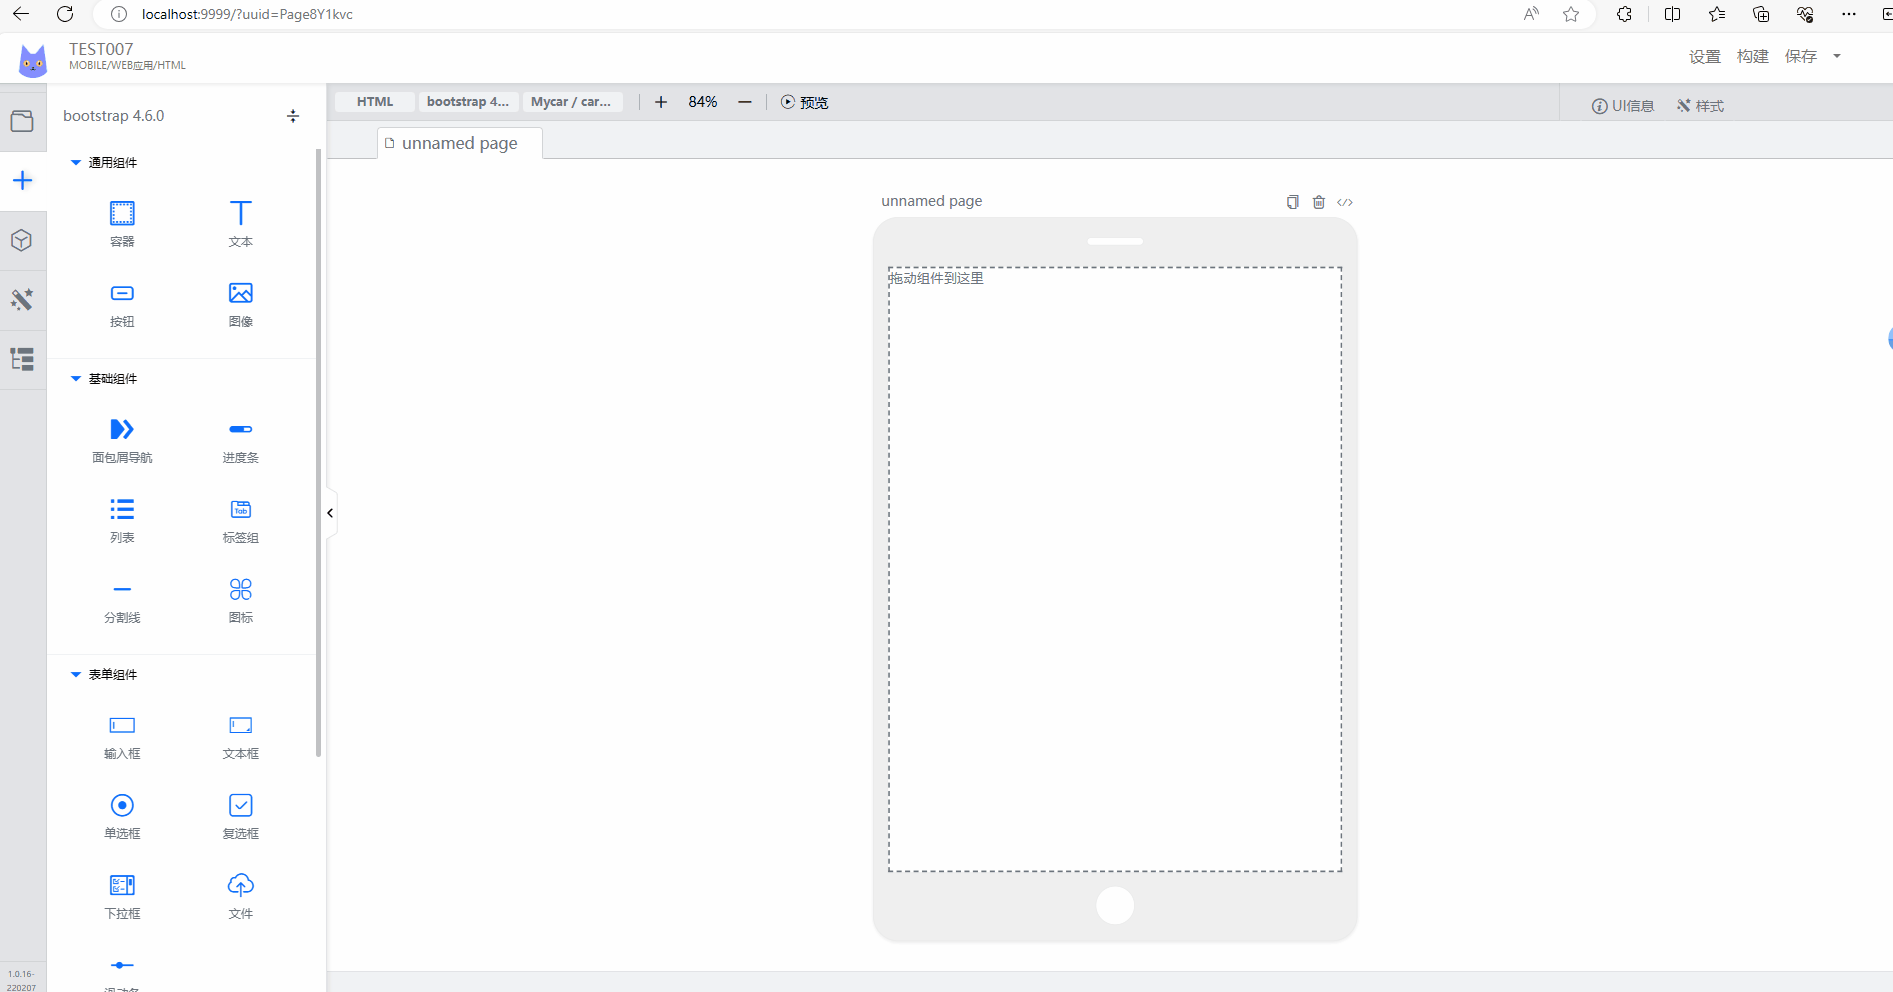 localhost:9999/?uuid=Page8Y1kvc
TEST007
MOBILE/WEB应用/HTML
设置 构建 保存
bootstrap 4.6.0
HTML bootstrap 4... Mycar / car... 84% 预览
UI信息 样式
unnamed page
通用组件
容器 文本
按钮 图像
基础组件
面包屑导航 进度条
列表 标签组
Tab
分割线 图标
表单组件
输入框 文本框
单选框 复选框
下拉框 文件
滑动条
unnamed page
拖动组件到这里
1.0.16-
220207